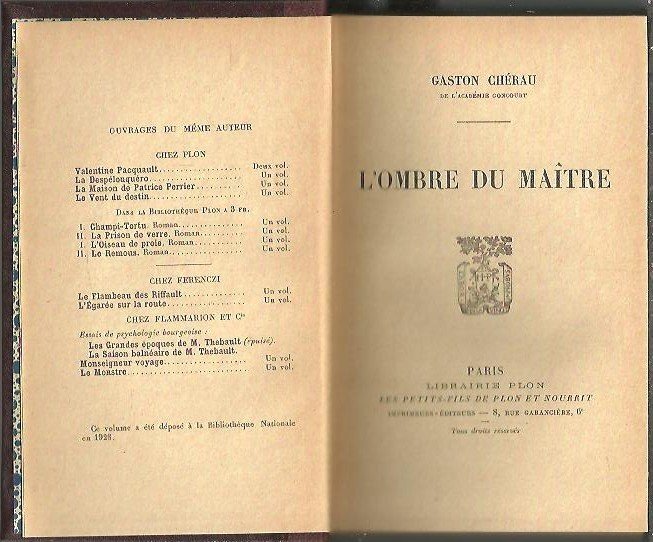 OUVRAGES DU MÊME AUTEUR
CHEZ PLON
Valentine Pacquault.................... Deux vol.
La Despélouquèro...................... Un vol.
La Maison de Patrice Perrier.......... Un vol.
Le Vent du destin...................... Un vol.
DANS LA BIBLIOTHÈQUE PLON A 3 FR.
I. Champi-Tortu. Roman............... Un vol.
II. La Prison de verre. Roman........... Un vol.
I. L'Oiseau de proie. Roman............ Un vol.
II. Le Remous. Roman................. Un vol.
CHEZ FERENCZI
Le Flambeau des Riffault............... Un vol.
L'Égarée sur la route................... Un vol.
CHEZ FLAMMARION ET Cie
Essais de psychologie bourgeoise :
Les Grandes époques de M. Thebault (épuisé).
La Saison balnéaire de M. Thebault.
Monseigneur voyage................... Un vol.
Le Monstre............................ Un vol.
Ce volume a été déposé à la Bibliothèque Nationale
en 1928.
GASTON CHÉRAU
DE L'ACADÉMIE GONCOURT
L'OMBRE DU MAÎTRE
PARIS
LIBRAIRIE PLON
LES PETITS-FILS DE PLON ET NOURRIT
IMPRIMEURS-ÉDITEURS — 8, RUE GARANCIÈRE, 6e
Tous droits réservés